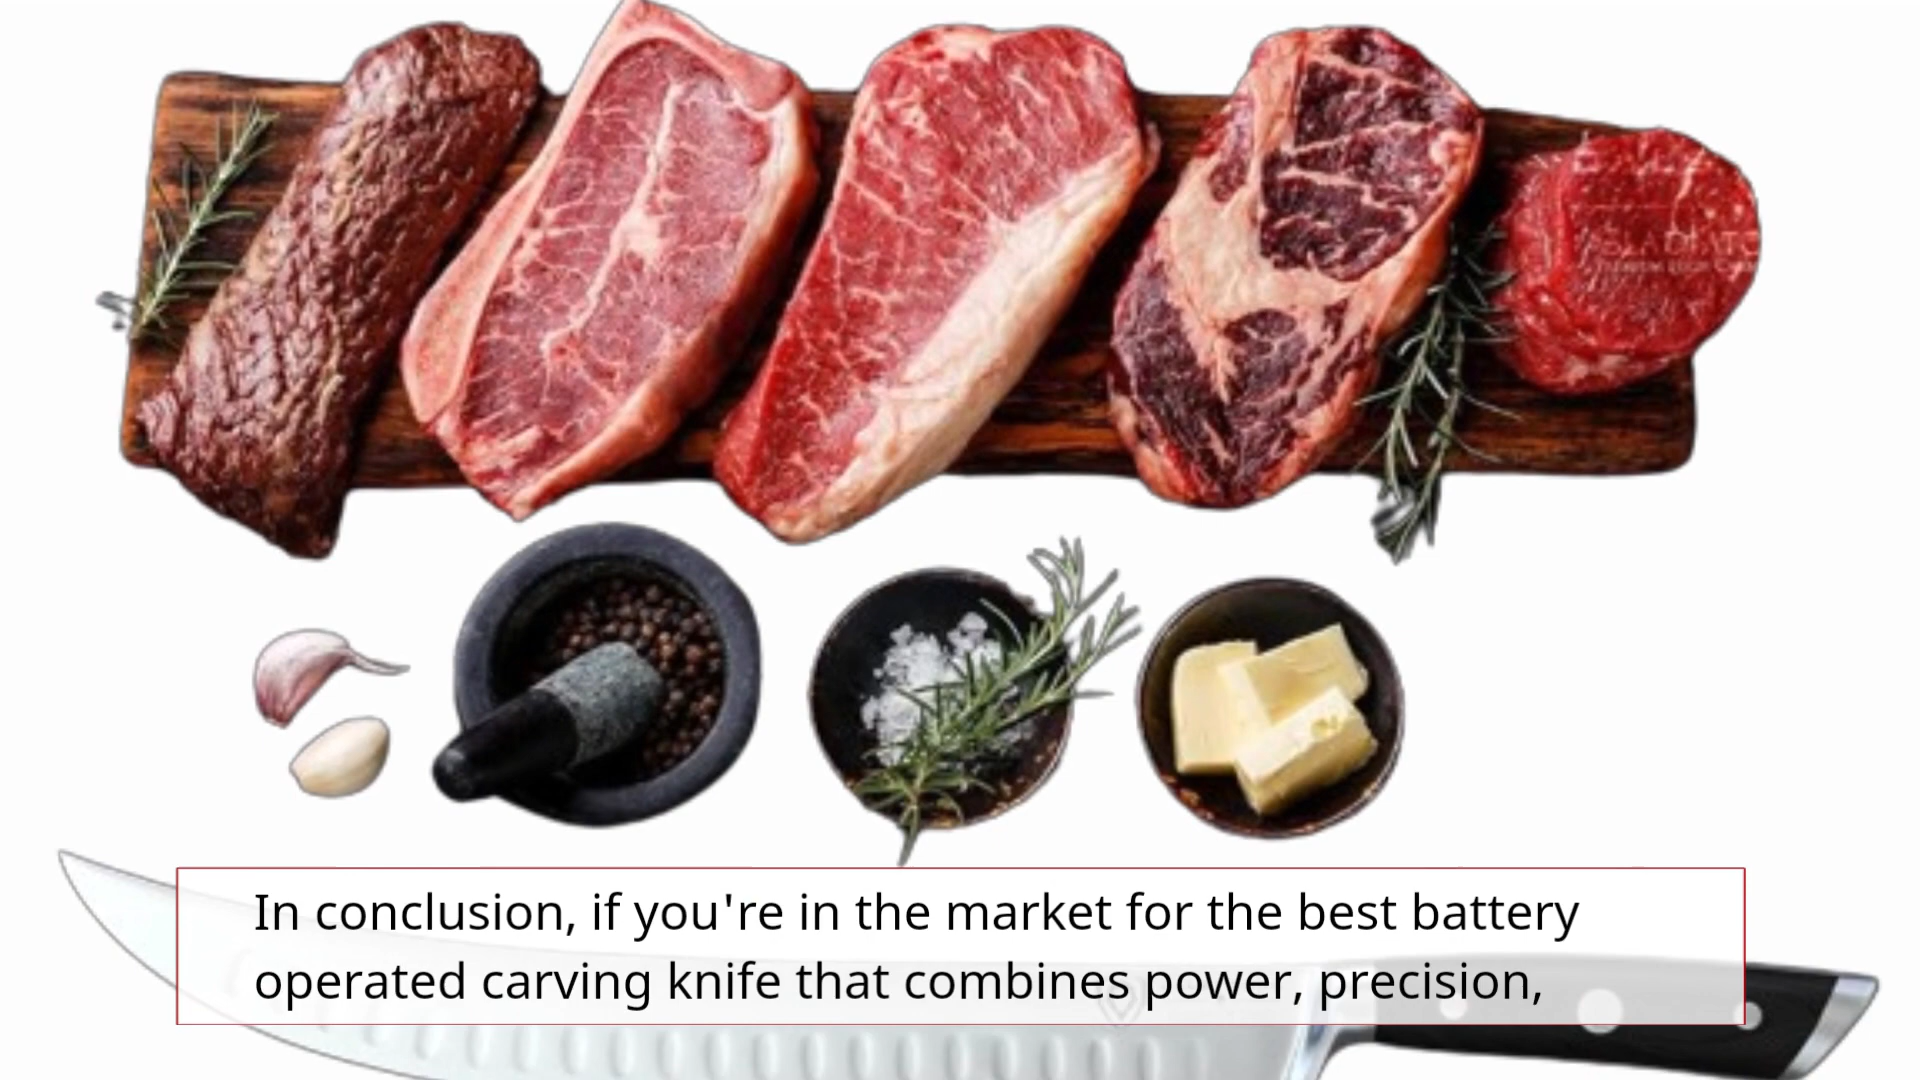 In conclusion, if you're in the market for the best battery
operated carving knife that combines power, precision,